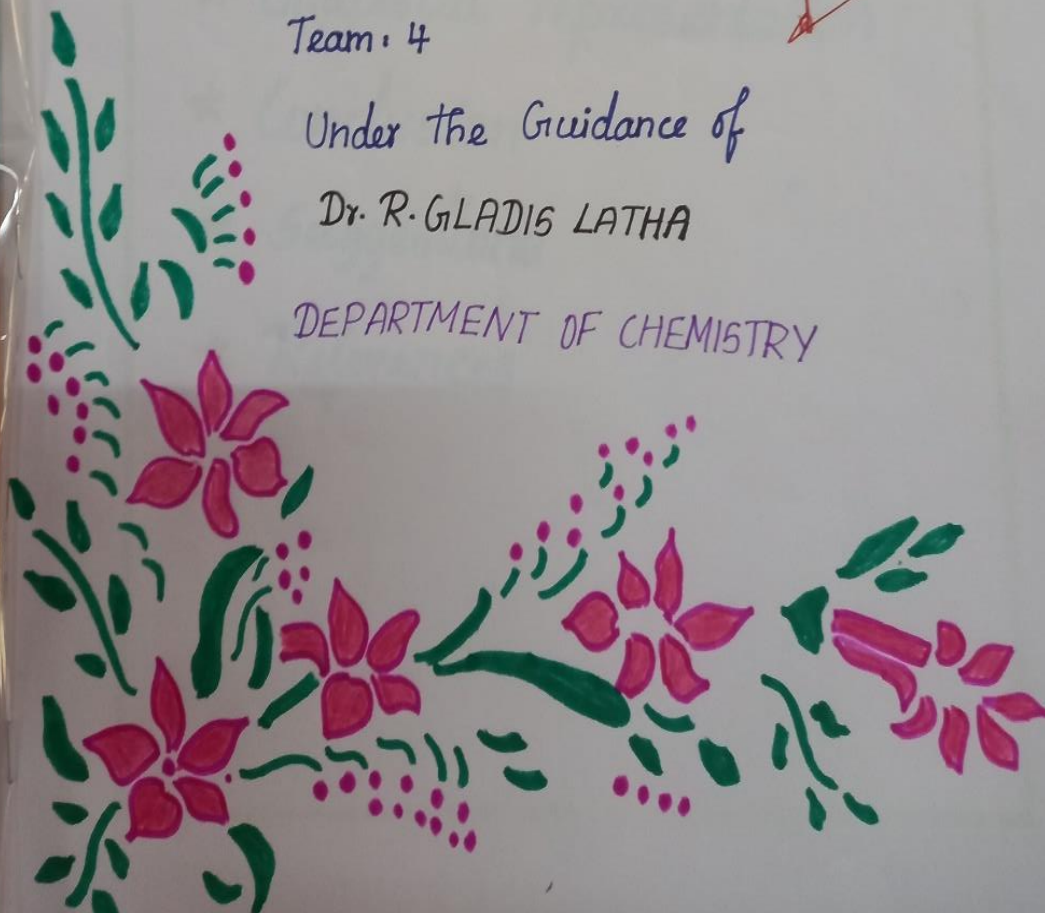 Team: 4
Under the Guidance of
Dr. R. GLADIS LATHA
DEPARTMENT OF CHEMISTRY